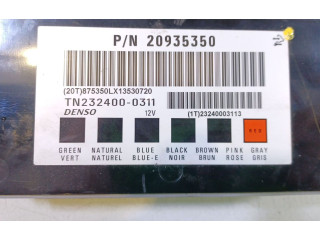 P/N 20935350
(20T)875350LX13530720
TN232400-0311
DENSO 12V (1T)23240003113
GREEN NATURAL BLUE BLACK BROWN PINK GRAY
VERT NATUREL BLUE-E NOIR BRUN ROSE GRIS